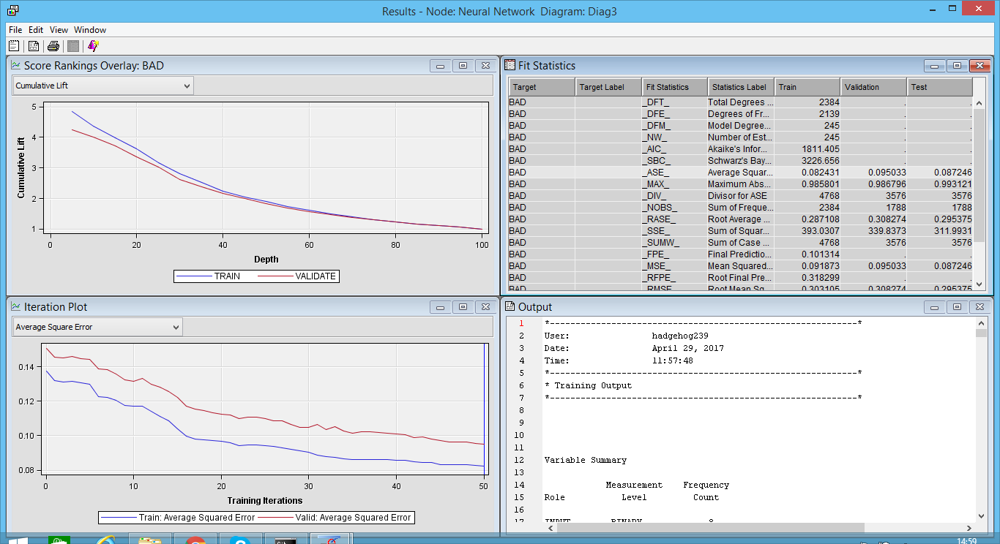 Results - Node: Neural Network Diagram: Diag3
File Edit View Window
Score Rankings Overlay: BAD
Cumulative Lift
5
4
3
2
1
Cumulative Lift
0 20 40 60 80 100
Depth
TRAIN VALIDATE
Fit Statistics
Target Target Label Fit Statistics Statistics Label Train Validation Test
BAD _DFT_ Total Degrees ... 2384 . .
BAD _DFE_ Degrees of Fr... 2139 . .
BAD _DFM_ Model Degree... 245 . .
BAD _NW_ Number of Est... 245 . .
BAD _AIC_ Akaike's Infor... 1811.405 . .
BAD _SBC_ Schwarz's Bay... 3226.656 . .
BAD _ASE_ Average Squar... 0.082431 0.095033 0.087246
BAD _MAX_ Maximum Abs... 0.985801 0.986796 0.993121
BAD _DIV_ Divisor for ASE 4768 3576 3576
BAD _NOBS_ Sum of Freque... 2384 1788 1788
BAD _RASE_ Root Average ... 0.287108 0.308274 0.295375
BAD _SSE_ Sum of Squar... 393.0307 339.8373 311.9931
BAD _SUMW_ Sum of Case ... 4768 3576 3576
BAD _FPE_ Final Predictio... 0.101314 . .
BAD _MSE_ Mean Squared... 0.091873 0.095033 0.087246
BAD _RFPE_ Root Final Pre... 0.318299 . .
BAD _RMSE_ Root Mean Sq... 0.303105 0.308274 0.295375
Iteration Plot
Average Square Error
0.14
0.12
0.10
0.08
0 10 20 30 40 50
Training Iterations
Train: Average Squared Error Valid: Average Squared Error
Output
1 *------------------------------------------------------------*
2 User: hadgehog239
3 Date: April 29, 2017
4 Time: 11:57:48
5 *------------------------------------------------------------*
6 * Training Output
7 *------------------------------------------------------------*
8
9
10
11
12 Variable Summary
13
14 Measurement Frequency
15 Role Level Count
16
17 INPUT BINARY 8
14:59